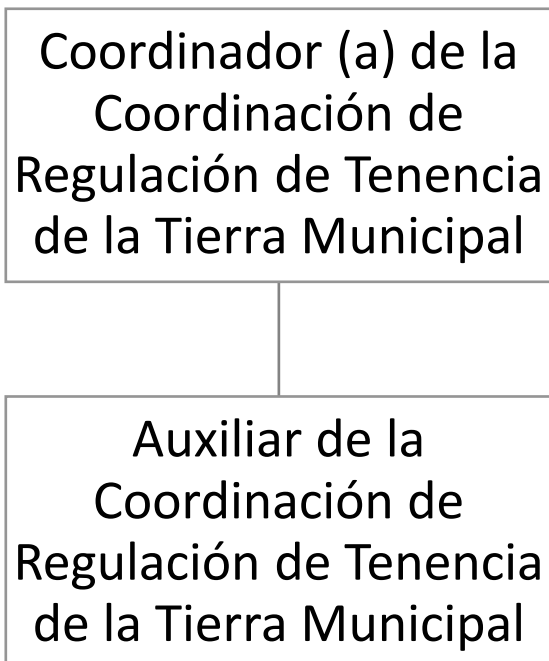 Coordinador (a) de la
Coordinación de
Regulación de Tenencia
de la Tierra Municipal
Auxiliar de la
Coordinación de
Regulación de Tenencia
de la Tierra Municipal